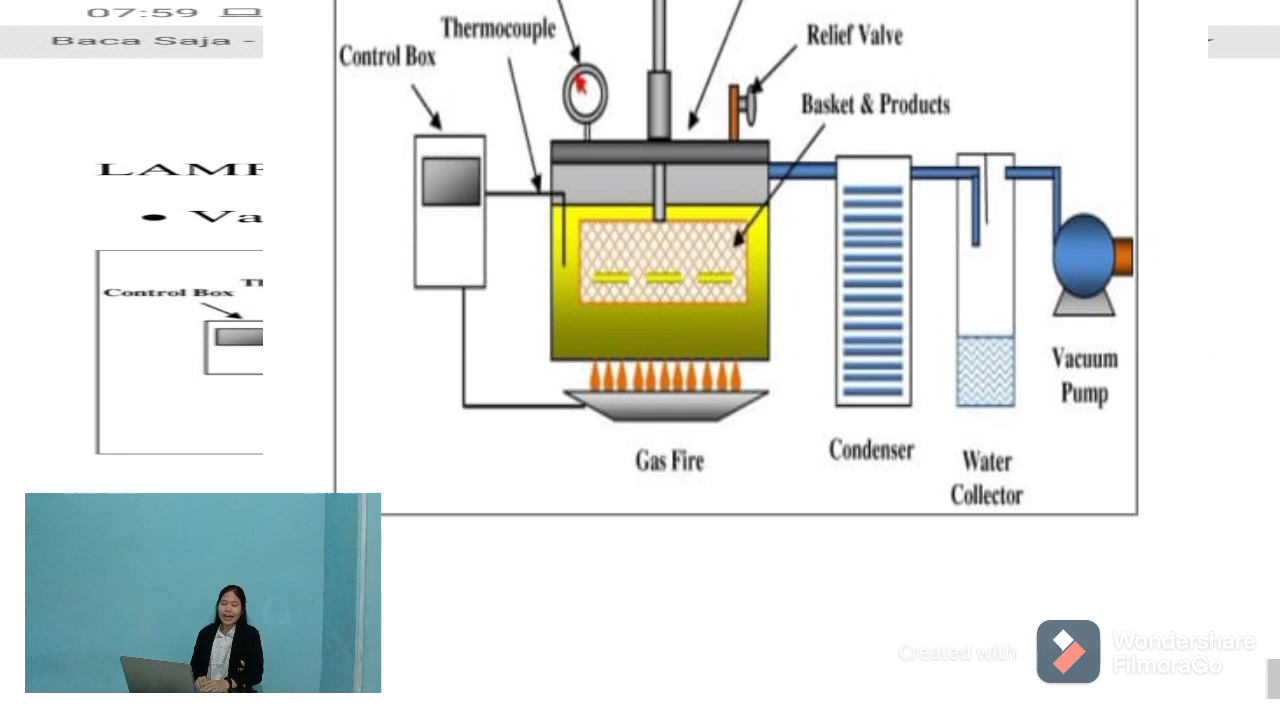 07:59
Baca Saja -
LAMP
• Va
Control Box
Th
Control Box
Thermocouple
Relief Valve
Basket & Products
Gas Fire
Condenser
Water
Collector
Vacuum
Pump
Created with
Wondershare
FilmoraGo